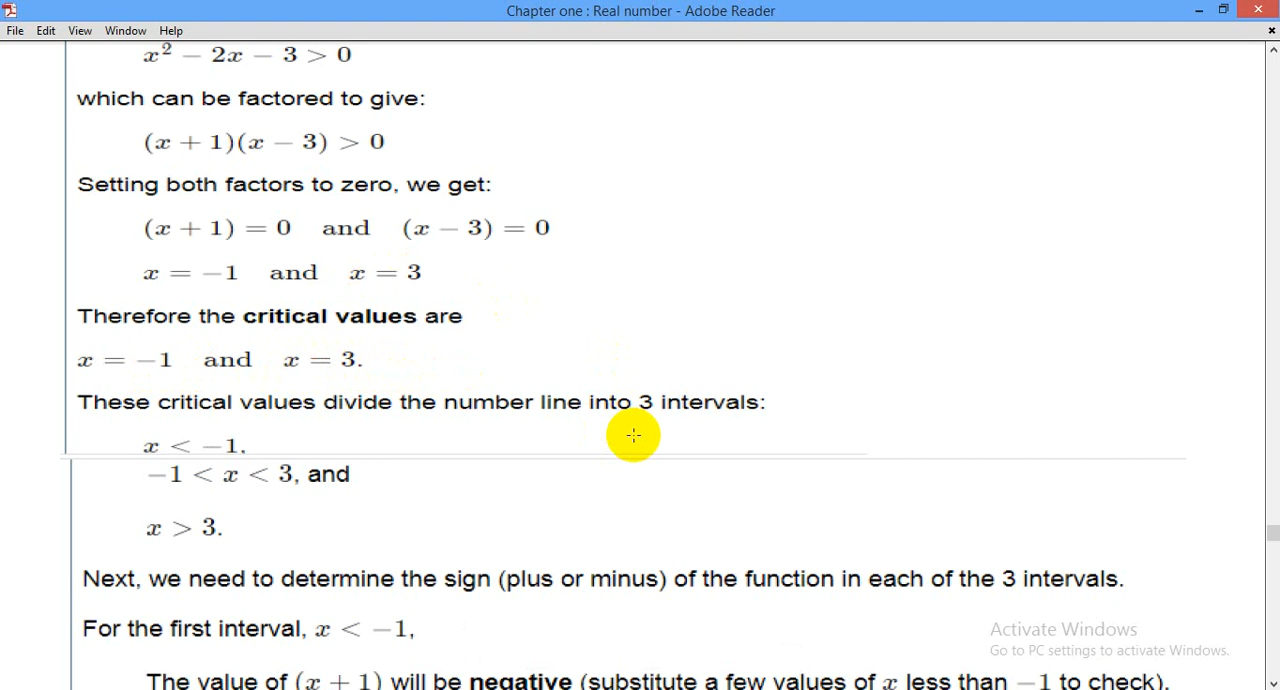 Chapter one : Real number - Adobe Reader
File Edit View Window Help
x² − 2x − 3 > 0
which can be factored to give:
(x + 1)(x − 3) > 0
Setting both factors to zero, we get:
(x + 1) = 0 and (x − 3) = 0
x = −1 and x = 3
Therefore the critical values are
x = −1 and x = 3.
These critical values divide the number line into 3 intervals:
x < −1,
−1 < x < 3, and
x > 3.
Next, we need to determine the sign (plus or minus) of the function in each of the 3 intervals.
For the first interval, x < −1,
Activate Windows
Go to PC settings to activate Windows.
The value of (x + 1) will be negative (substitute a few values of x less than −1 to check).